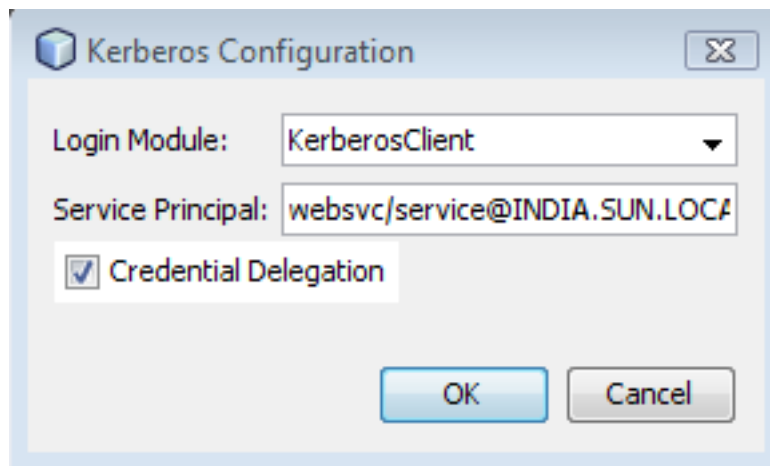 Kerberos Configuration
Login Module: KerberosClient
Service Principal: websvc/service@INDIA.SUN.LOCA
Credential Delegation
OK Cancel